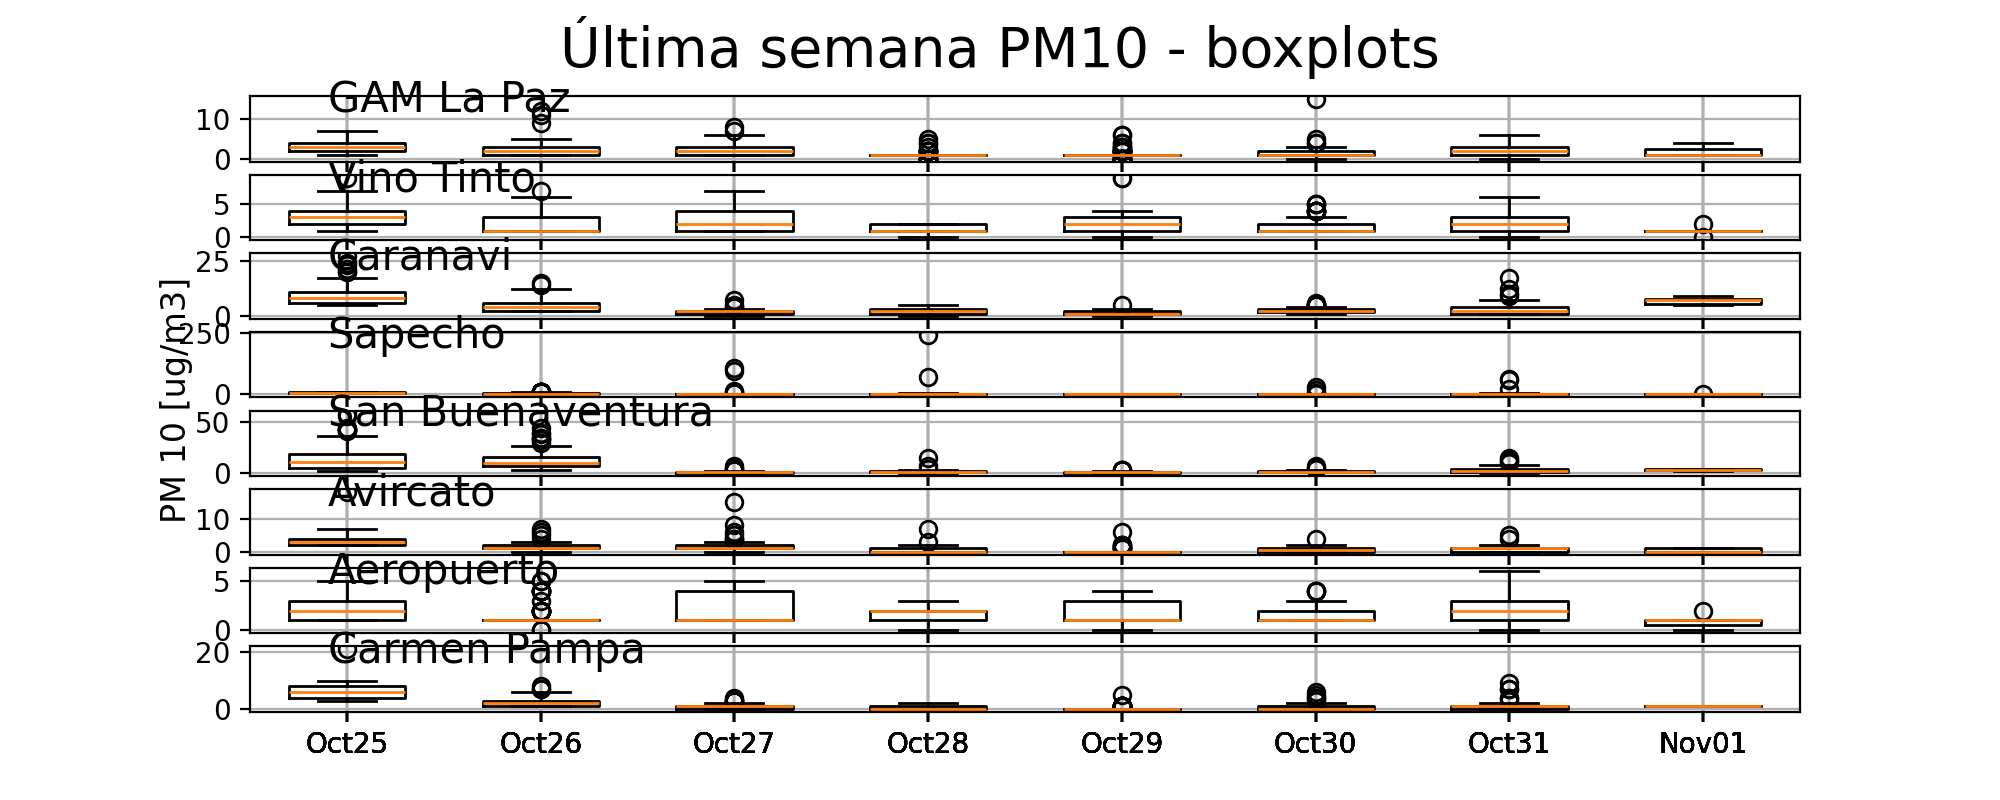 Última semana PM10 - boxplots
PM 10 [ug/m3]
GAM La Paz
10
0
Vino Tinto
5
0
Caranavi
25
0
Sapecho
250
0
San Buenaventura
50
0
Avircato
10
0
Aeropuerto
5
0
Carmen Pampa
20
0
Oct25 Oct26 Oct27 Oct28 Oct29 Oct30 Oct31 Nov01